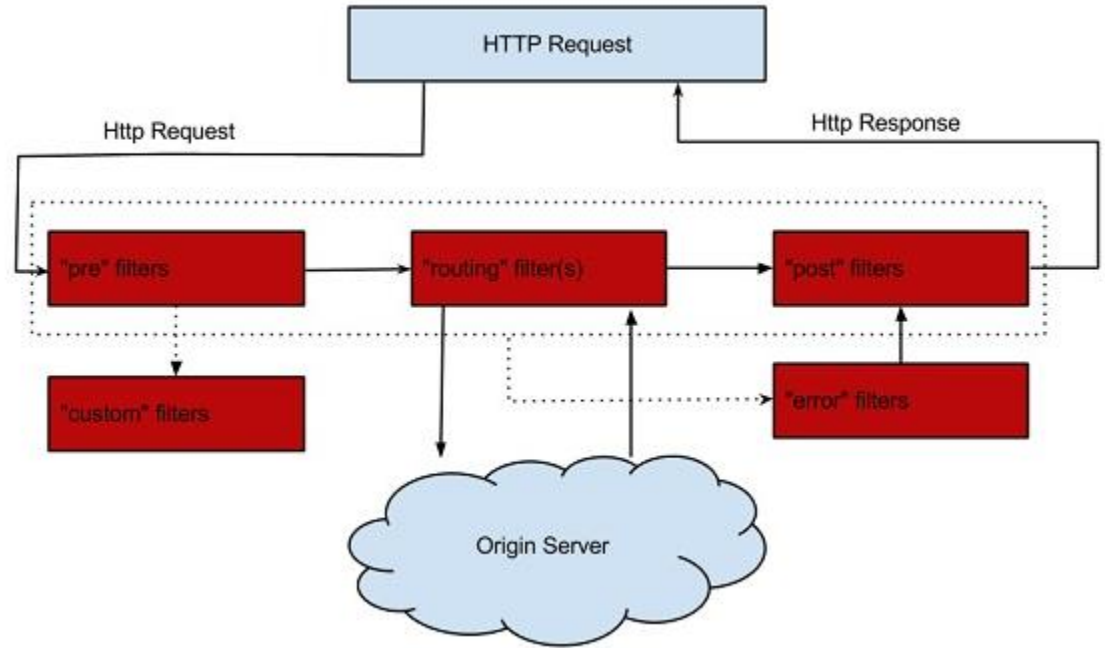 HTTP Request
Http Request
Http Response
"pre" filters
"routing" filter(s)
"post" filters
"custom" filters
"error" filters
Origin Server